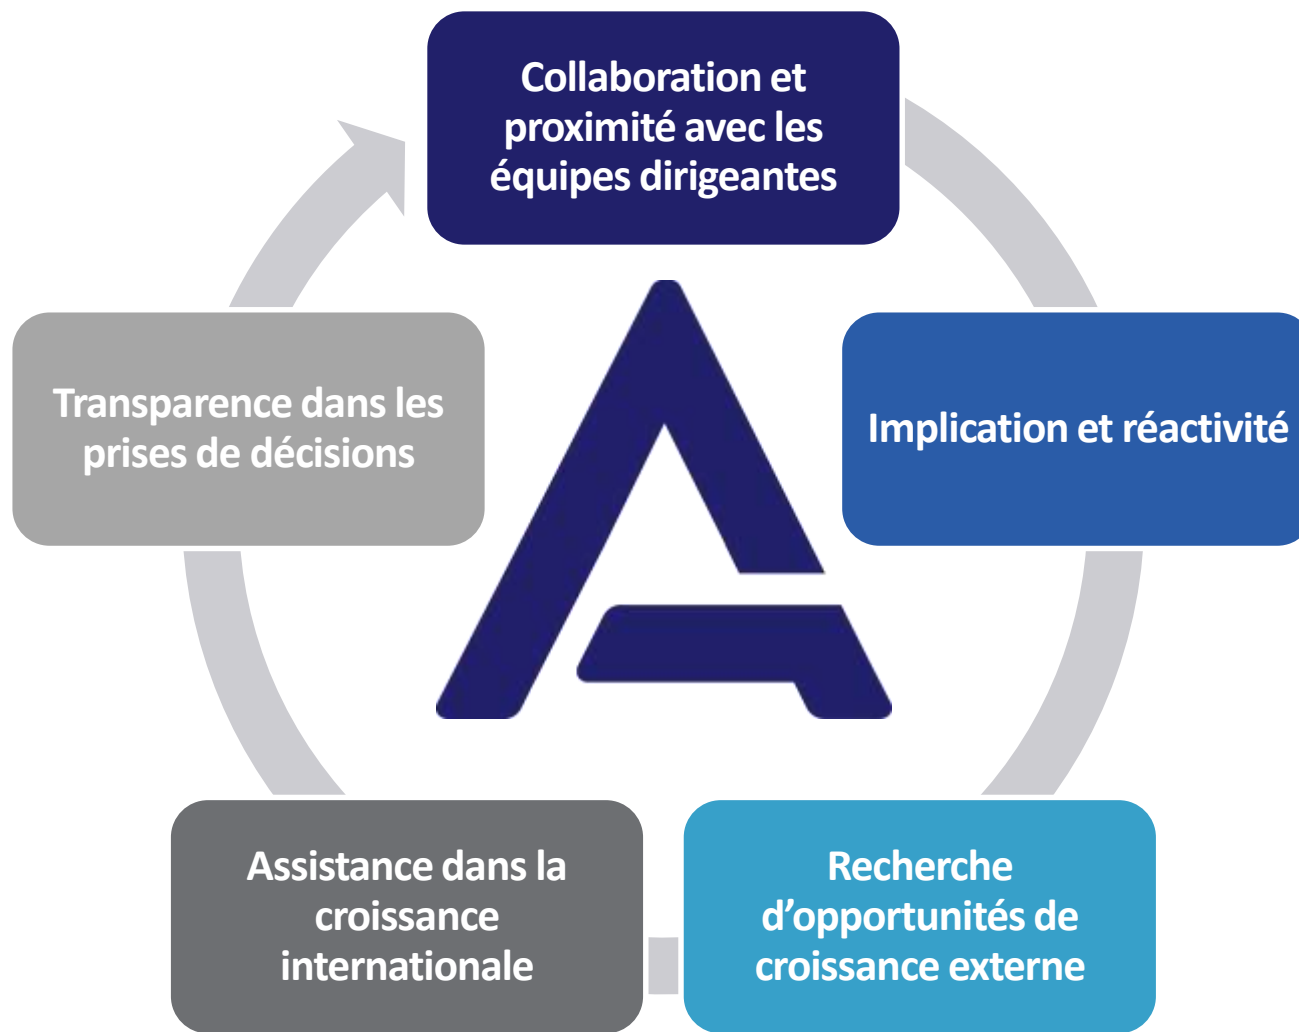 Collaboration et
proximité avec les
équipes dirigeantes
Implication et réactivité
Recherche
d’opportunités de
croissance externe
Assistance dans la
croissance
internationale
Transparence dans les
prises de décisions